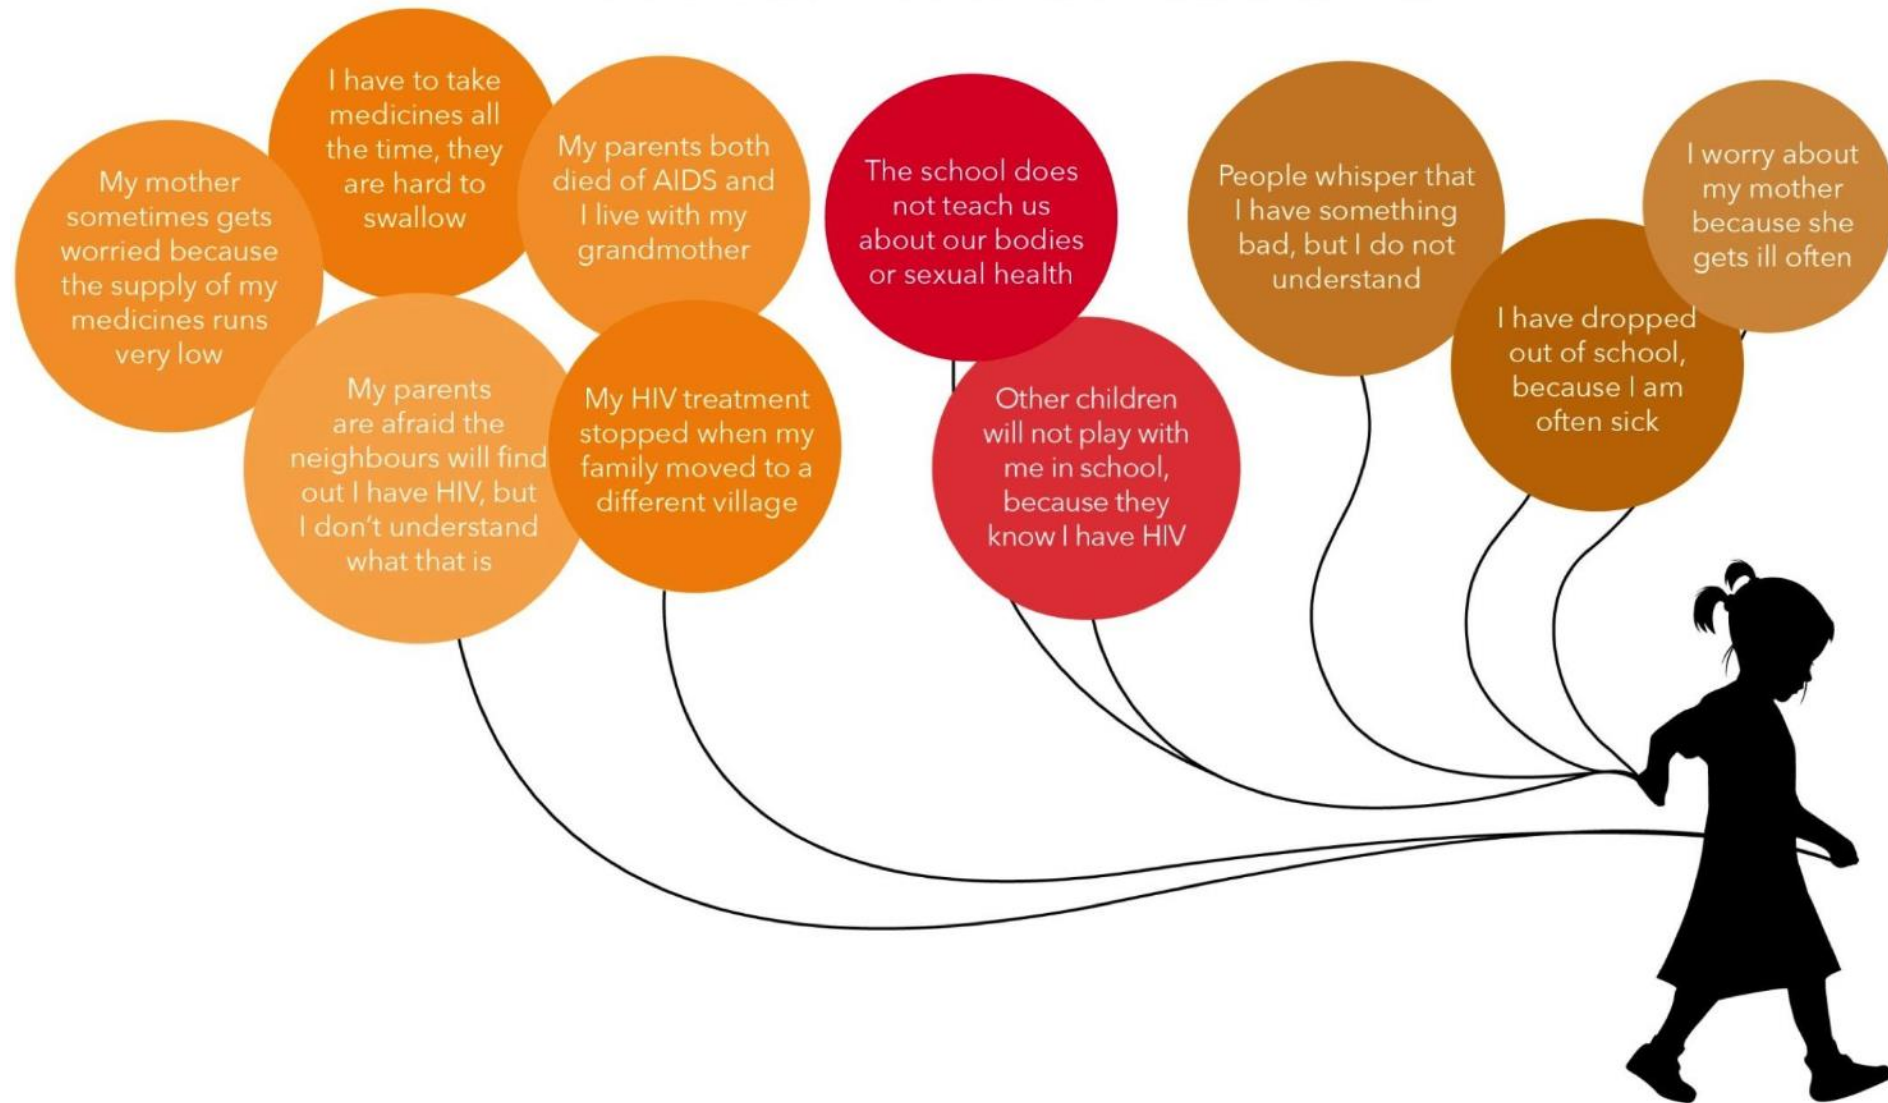 My mother
sometimes gets
worried because
the supply of my
medicines runs
very low
I have to take
medicines all
the time, they
are hard to
swallow
My parents both
died of AIDS and
I live with my
grandmother
My parents
are afraid the
neighbours will find
out I have HIV, but
I don't understand
what that is
My HIV treatment
stopped when my
family moved to a
different village
The school does
not teach us
about our bodies
or sexual health
Other children
will not play with
me in school,
because they
know I have HIV
People whisper that
I have something
bad, but I do not
understand
I have dropped
out of school,
because I am
often sick
I worry about
my mother
because she
gets ill often